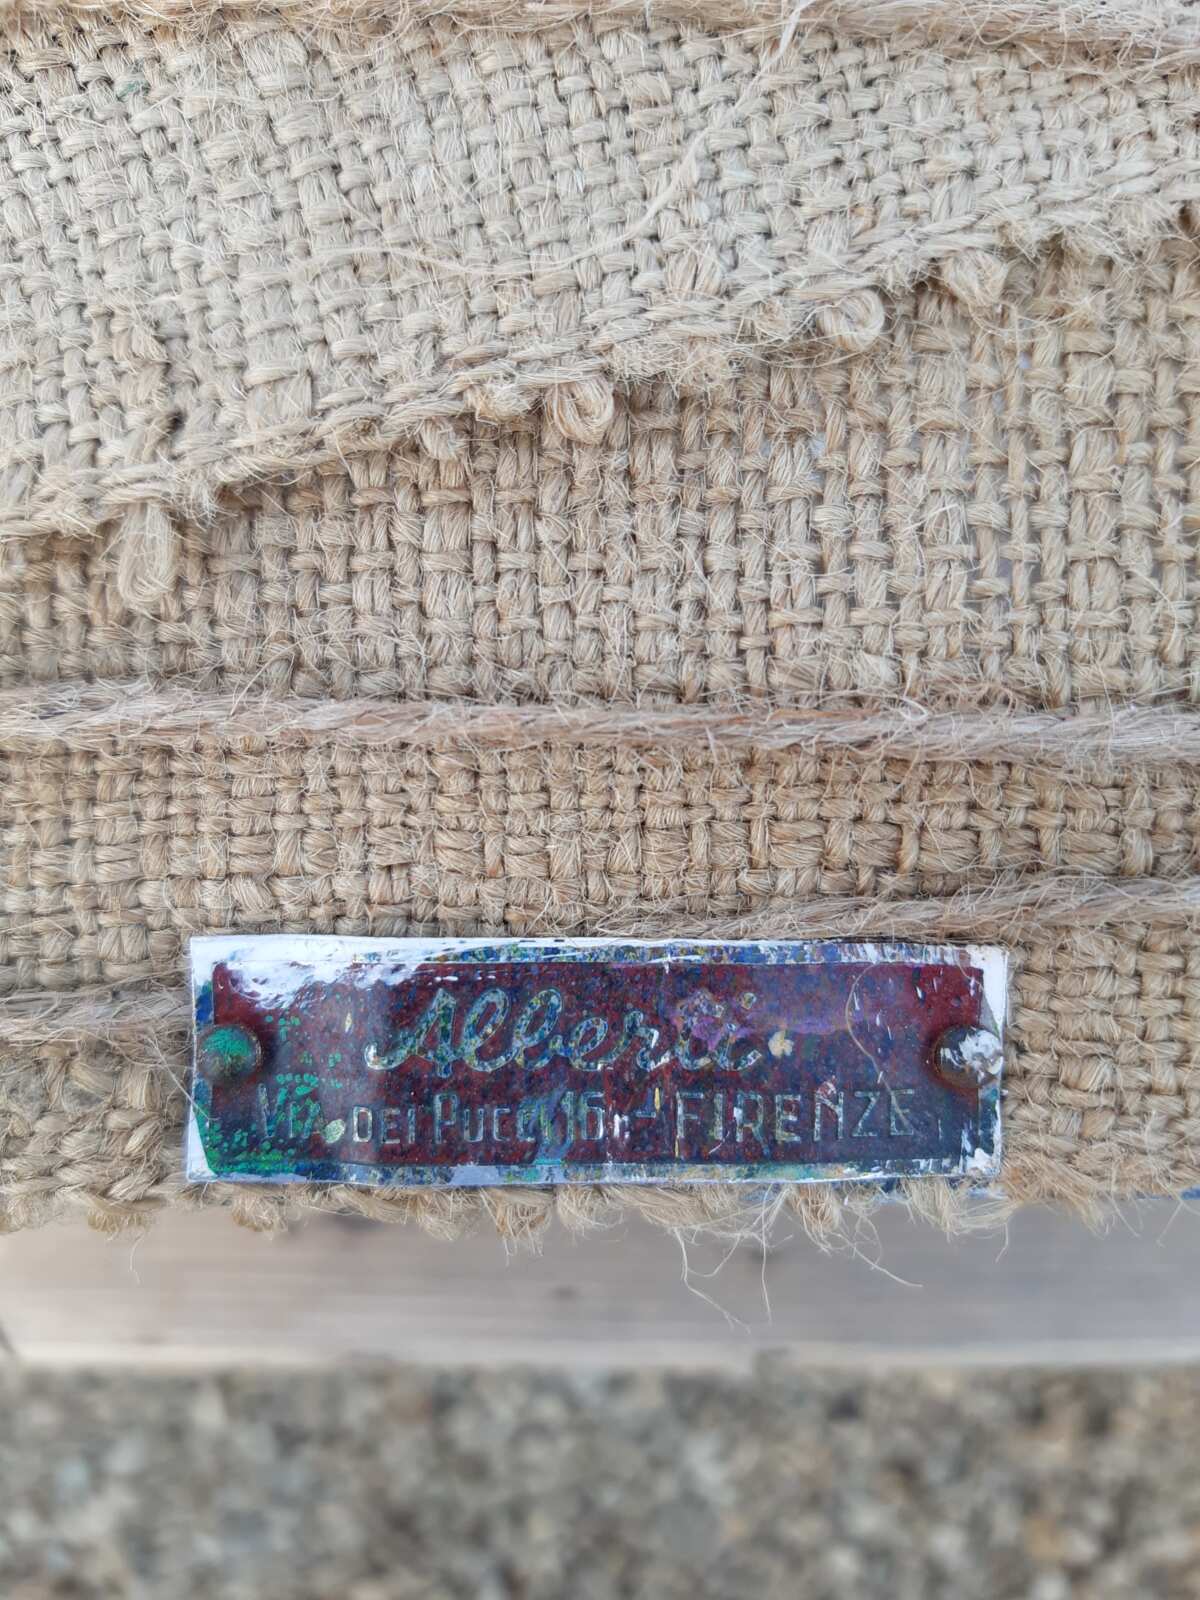 Alberti
VIA DEI PUCCI 16r - FIRENZE